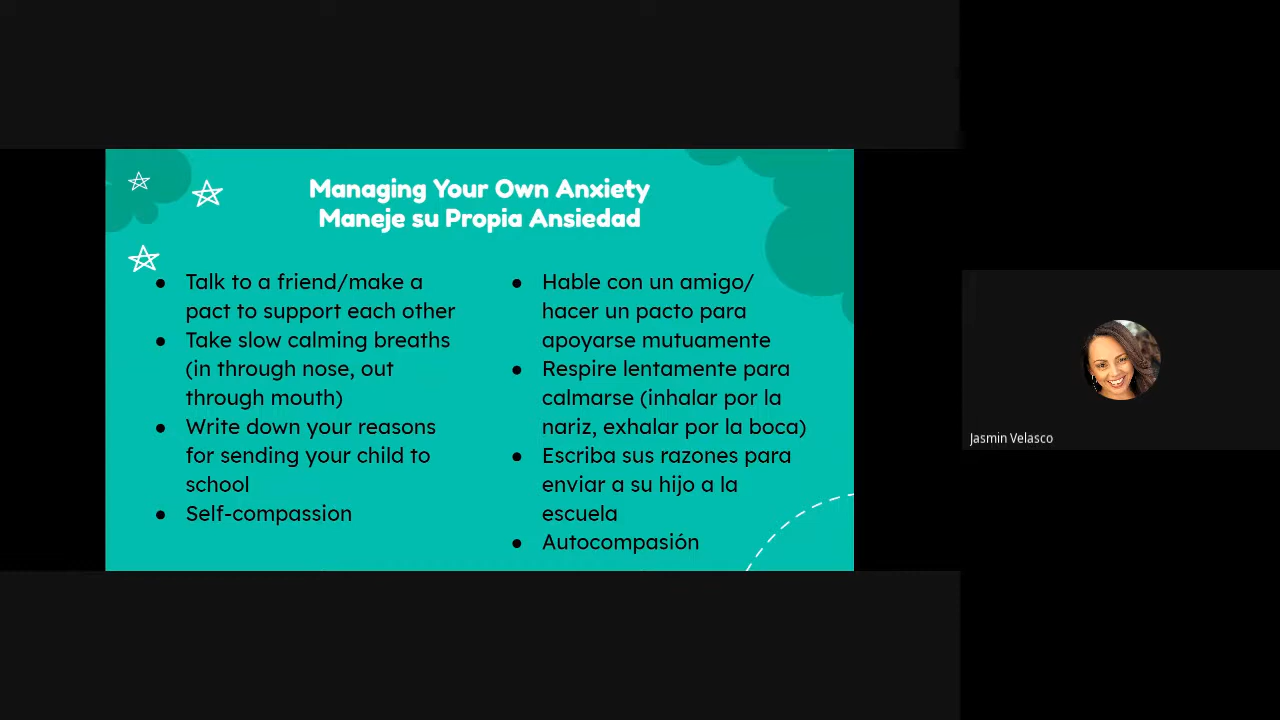 Managing Your Own Anxiety
Maneje su Propia Ansiedad
● Talk to a friend/make a
pact to support each other
● Take slow calming breaths
(in through nose, out
through mouth)
● Write down your reasons
for sending your child to
school
● Self-compassion
● Hable con un amigo/
hacer un pacto para
apoyarse mutuamente
● Respire lentamente para
calmarse (inhalar por la
nariz, exhalar por la boca)
● Escriba sus razones para
enviar a su hijo a la
escuela
● Autocompasión
Jasmin Velasco